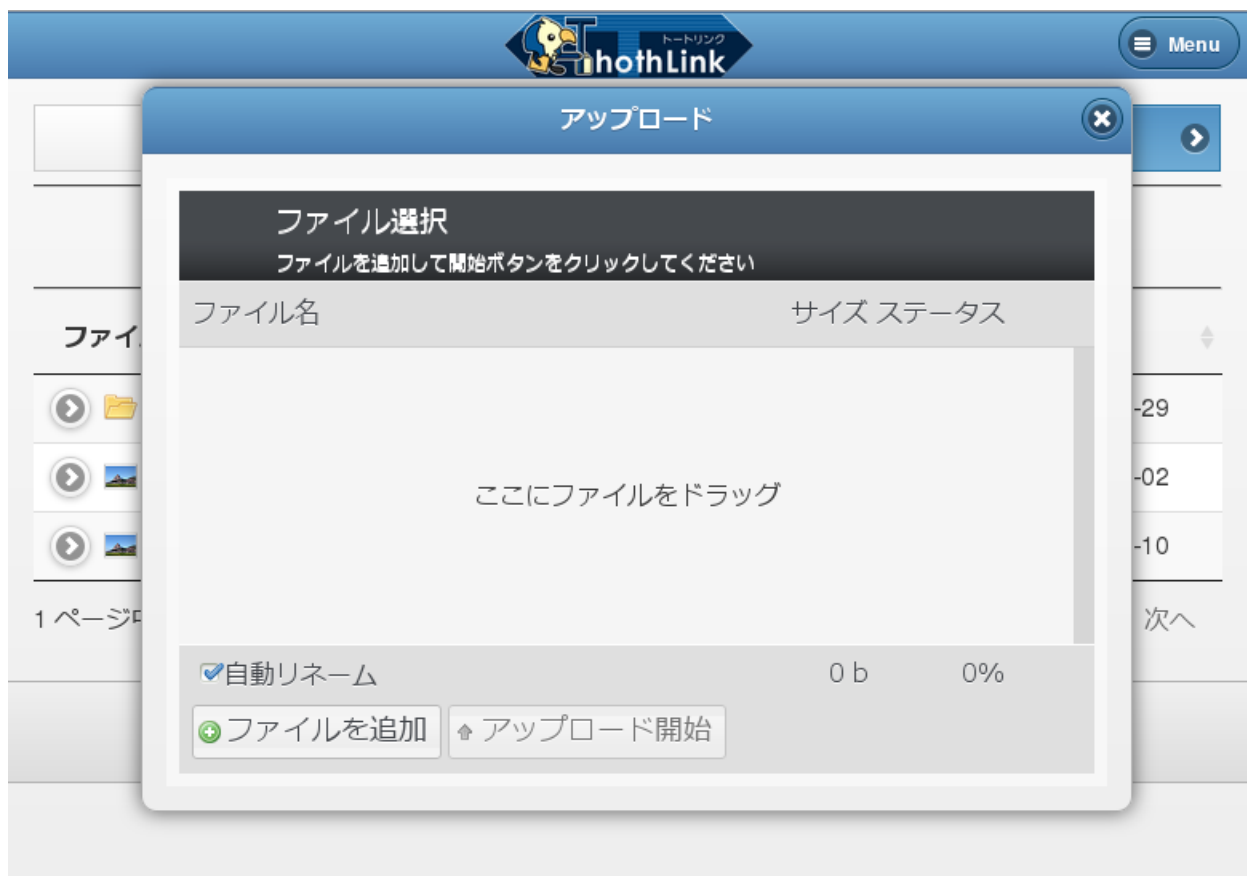 トートリンク
ThothLink
Menu
アップロード
ファイル選択
ファイルを追加して開始ボタンをクリックしてください
ファイル名 サイズ ステータス
ファイ
-29
ここにファイルをドラッグ
-02
-10
1 ページ中
次へ
自動リネーム 0 b 0%
ファイルを追加 アップロード開始